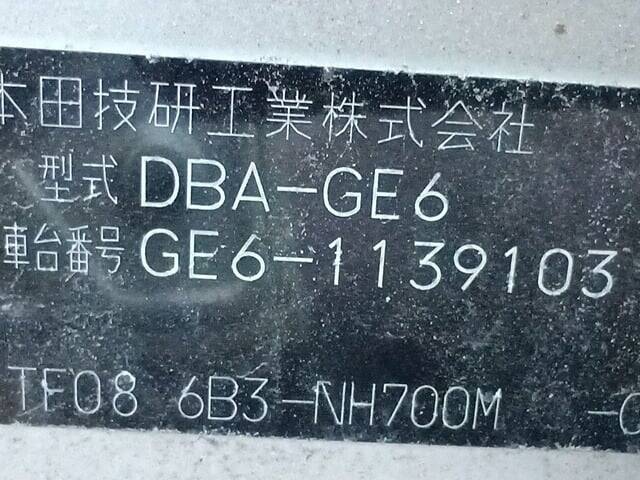 本田技研工業株式会社
型式 DBA-GE6
車台番号 GE6-1139103
TF08 6B3-NH700M -0